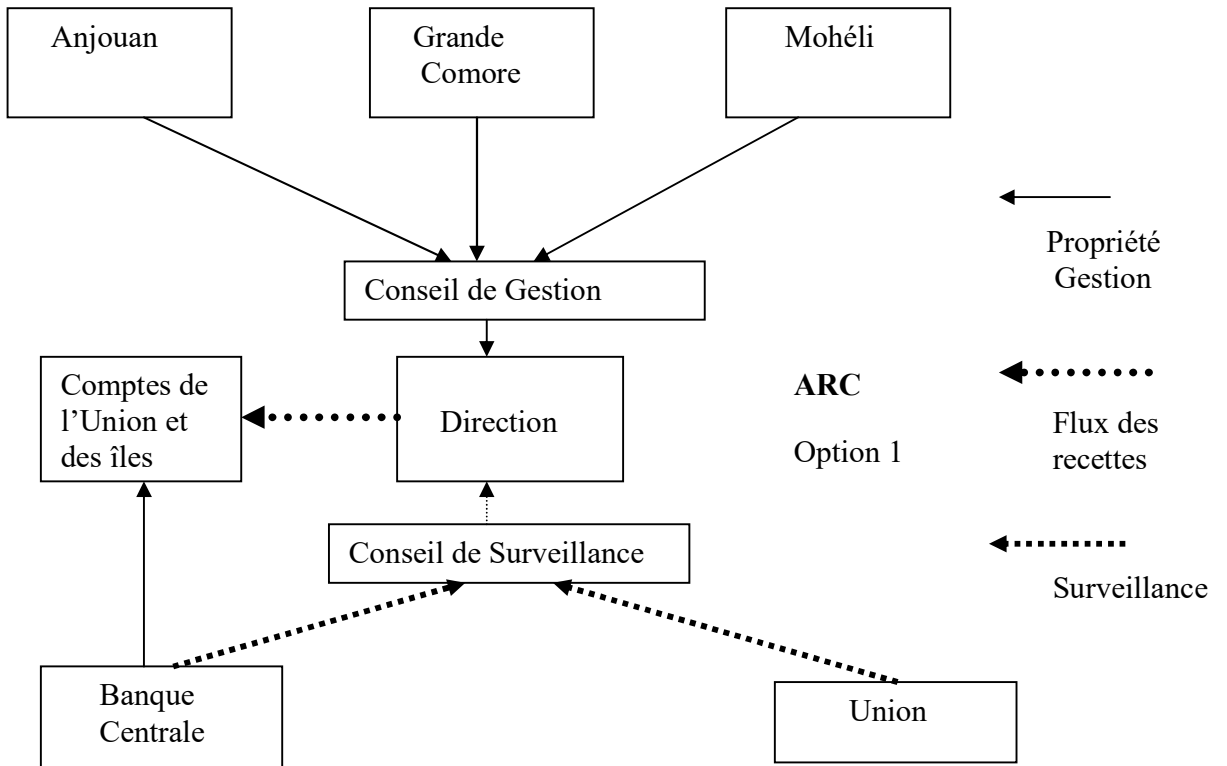 Anjouan
Grande
Comore
Mohéli
Propriété
Gestion
Conseil de Gestion
Comptes de
l’Union et
des îles
Direction
ARC
Option 1
Flux des
recettes
Conseil de Surveillance
Surveillance
Banque
Centrale
Union